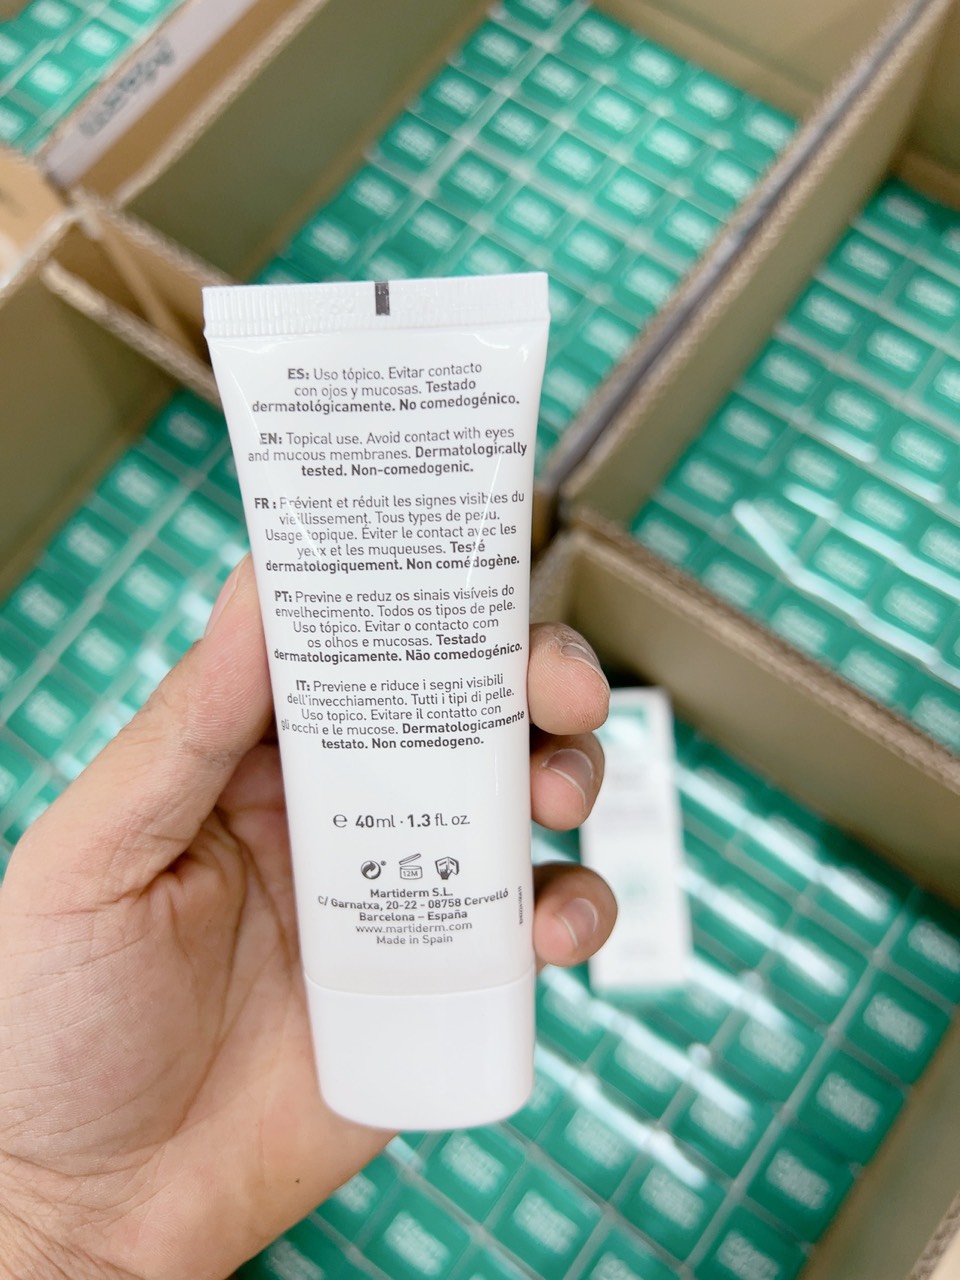 ES: Uso tópico. Evitar contacto
con ojos y mucosas. Testado
dermatológicamente. No comedogénico.
EN: Topical use. Avoid contact with eyes
and mucous membranes. Dermatologically
tested. Non-comedogenic.
FR : Prévient et réduit les signes visibles du
vieillissement. Tous types de peau.
Usage topique. Éviter le contact avec les
yeux et les muqueuses. Testé
dermatologiquement. Non comédogène.
PT: Previne e reduz os sinais visíveis do
envelhecimento. Todos os tipos de pele.
Uso tópico. Evitar o contacto com
os olhos e mucosas. Testado
dermatologicamente. Não comedogénico.
IT: Previene e riduce i segni visibili
dell'invecchiamento. Tutti i tipi di pelle.
Uso topico. Evitare il contatto con
gli occhi e le mucose. Dermatologicamente
testato. Non comedogeno.
℮ 40ml · 1.3 fl. oz.
12M
Martiderm S.L.
C/ Garnatxa, 20-22 - 08758 Cervelló
Barcelona – España
www.martiderm.com
Made in Spain